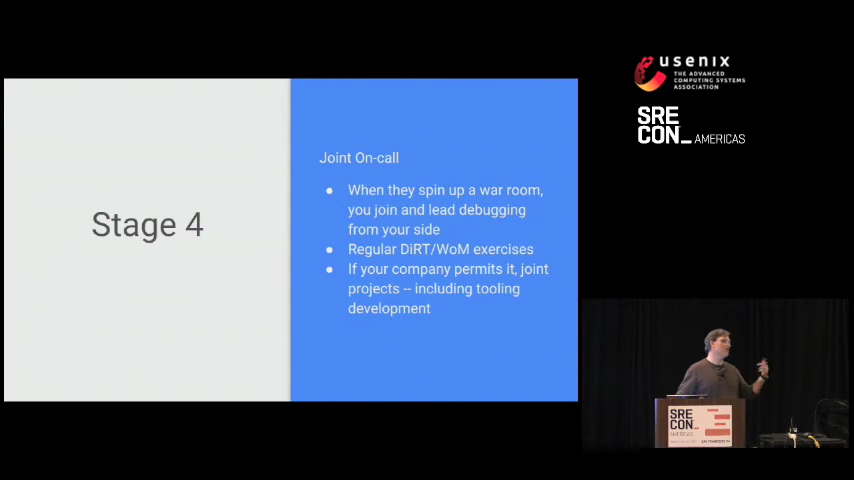 usenix
THE ADVANCED
COMPUTING SYSTEMS
ASSOCIATION
SRE
CON_ AMERICAS
Stage 4
Joint On-call
● When they spin up a war room,
you join and lead debugging
from your side
● Regular DiRT/WoM exercises
● If your company permits it, joint
projects -- including tooling
development
SRE
CON_
AMERICAS